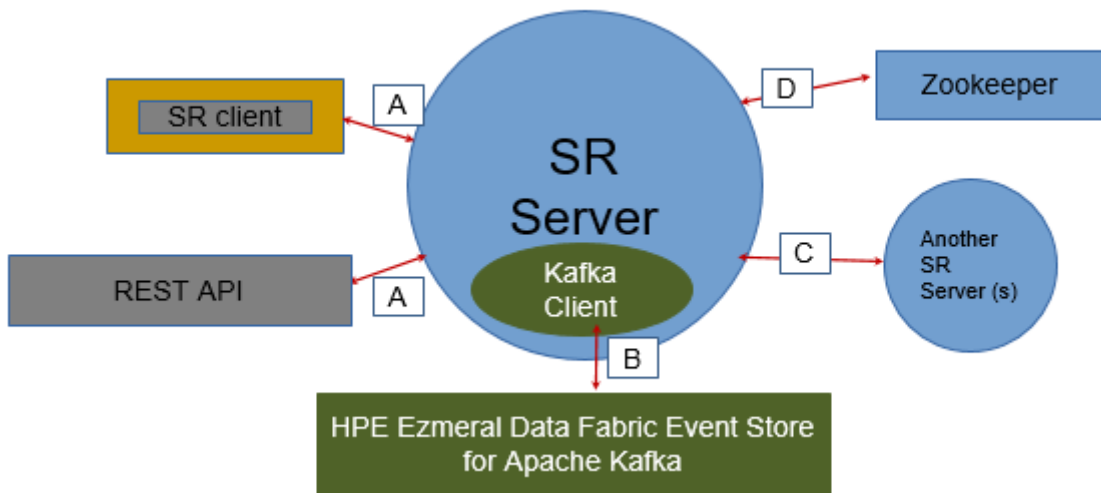 SR client
A
D
Zookeeper
SR
Server
Another
SR
Server (s)
C
REST API
A
Kafka
Client
B
HPE Ezmeral Data Fabric Event Store
for Apache Kafka